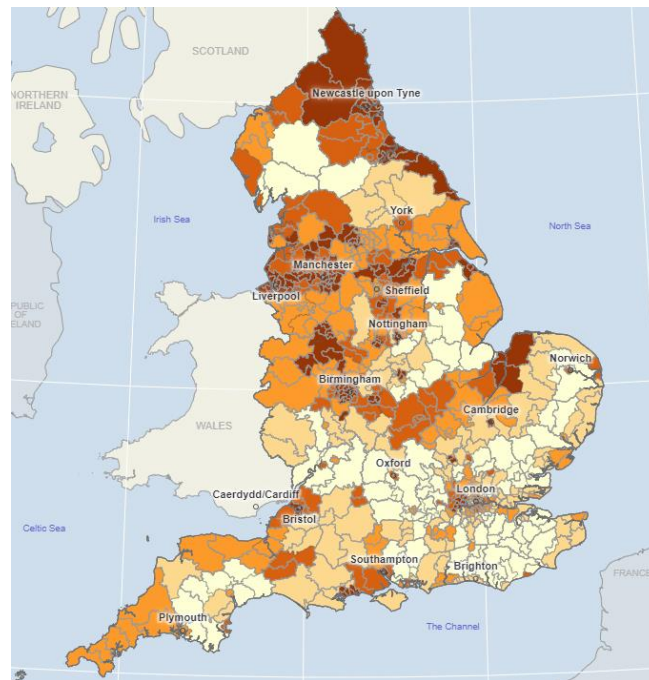 SCOTLAND
NORTHERN
IRELAND
Newcastle upon Tyne
Irish Sea
York
North Sea
Manchester
Liverpool
Sheffield
PUBLIC
OF
ELAND
Nottingham
Norwich
Birmingham
Cambridge
WALES
Oxford
London
Caerdydd/Cardiff
Bristol
Celtic Sea
Southampton
Brighton
FRANCE
Plymouth
The Channel